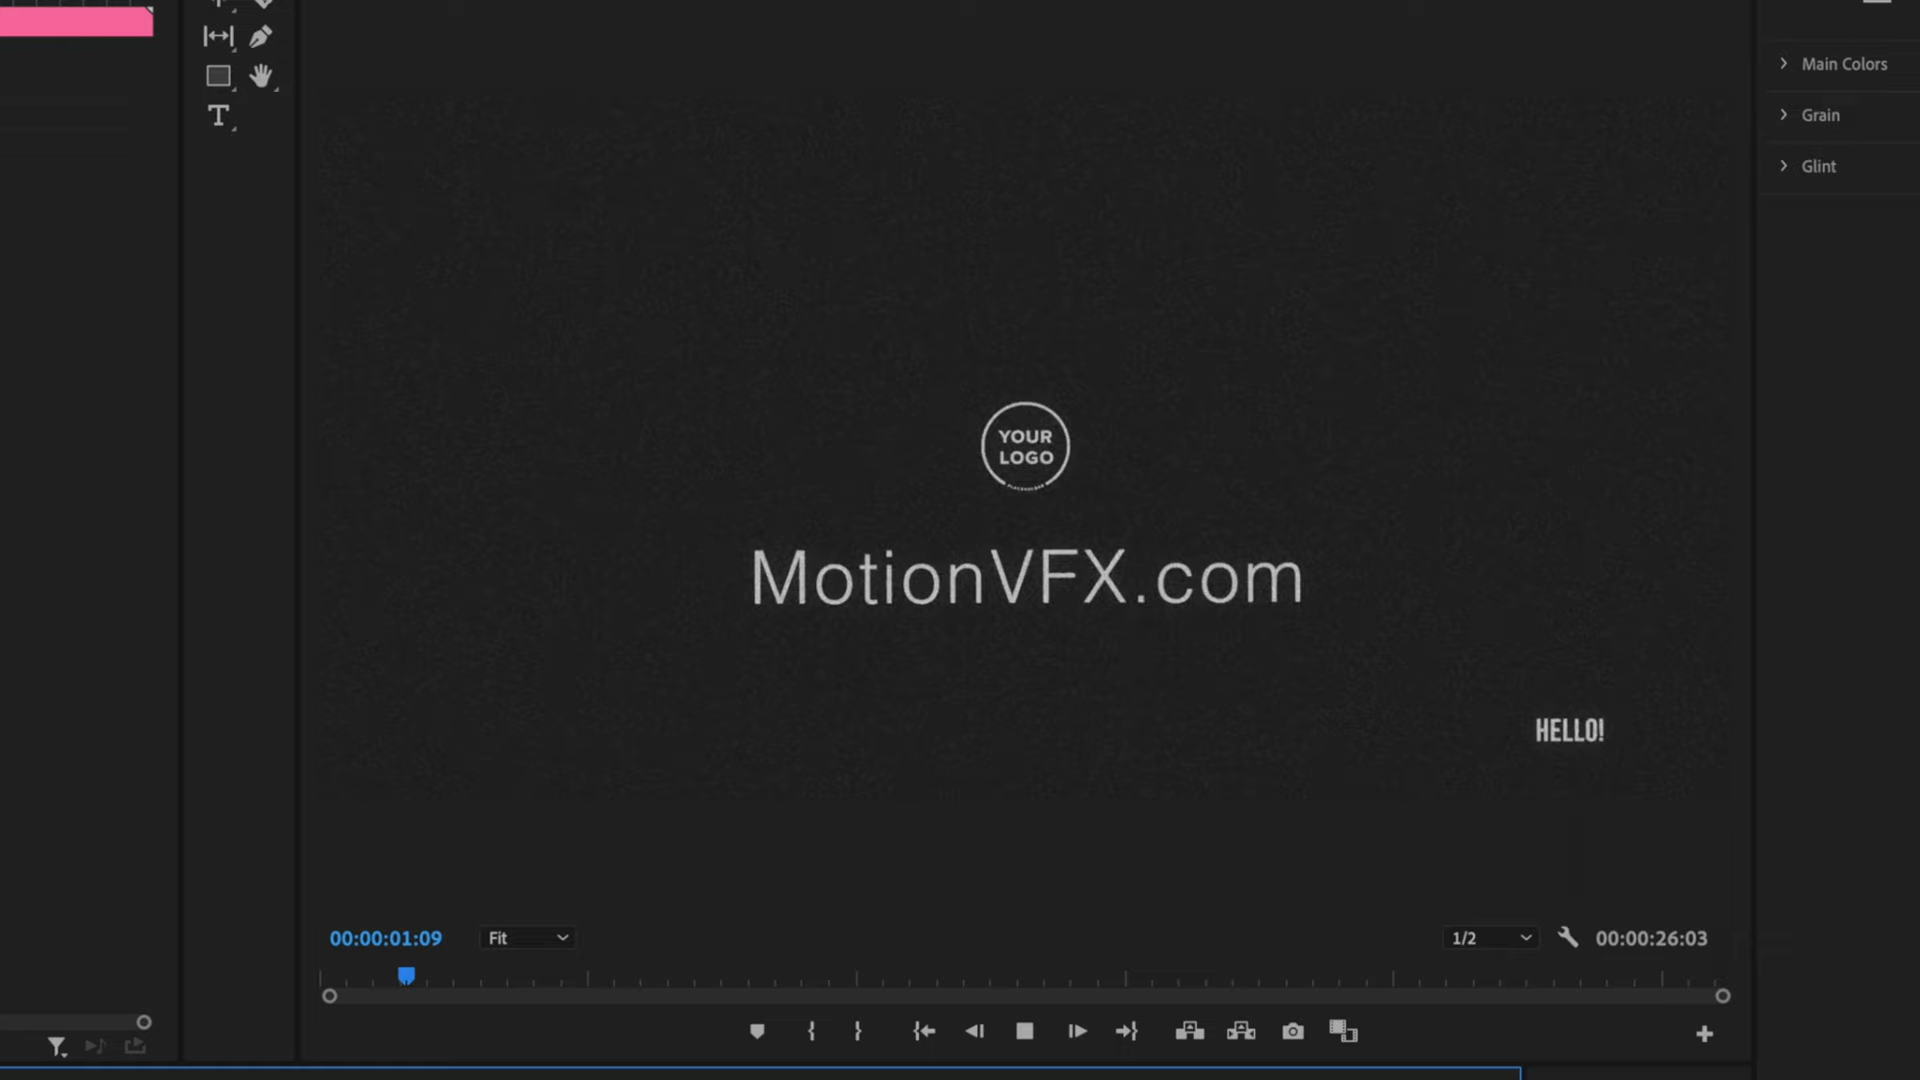 Main Colors
Grain
Glint
T
YOUR
LOGO
MotionVFX.com
HELLO!
00:00:01:09
Fit
1/2
00:00:26:03